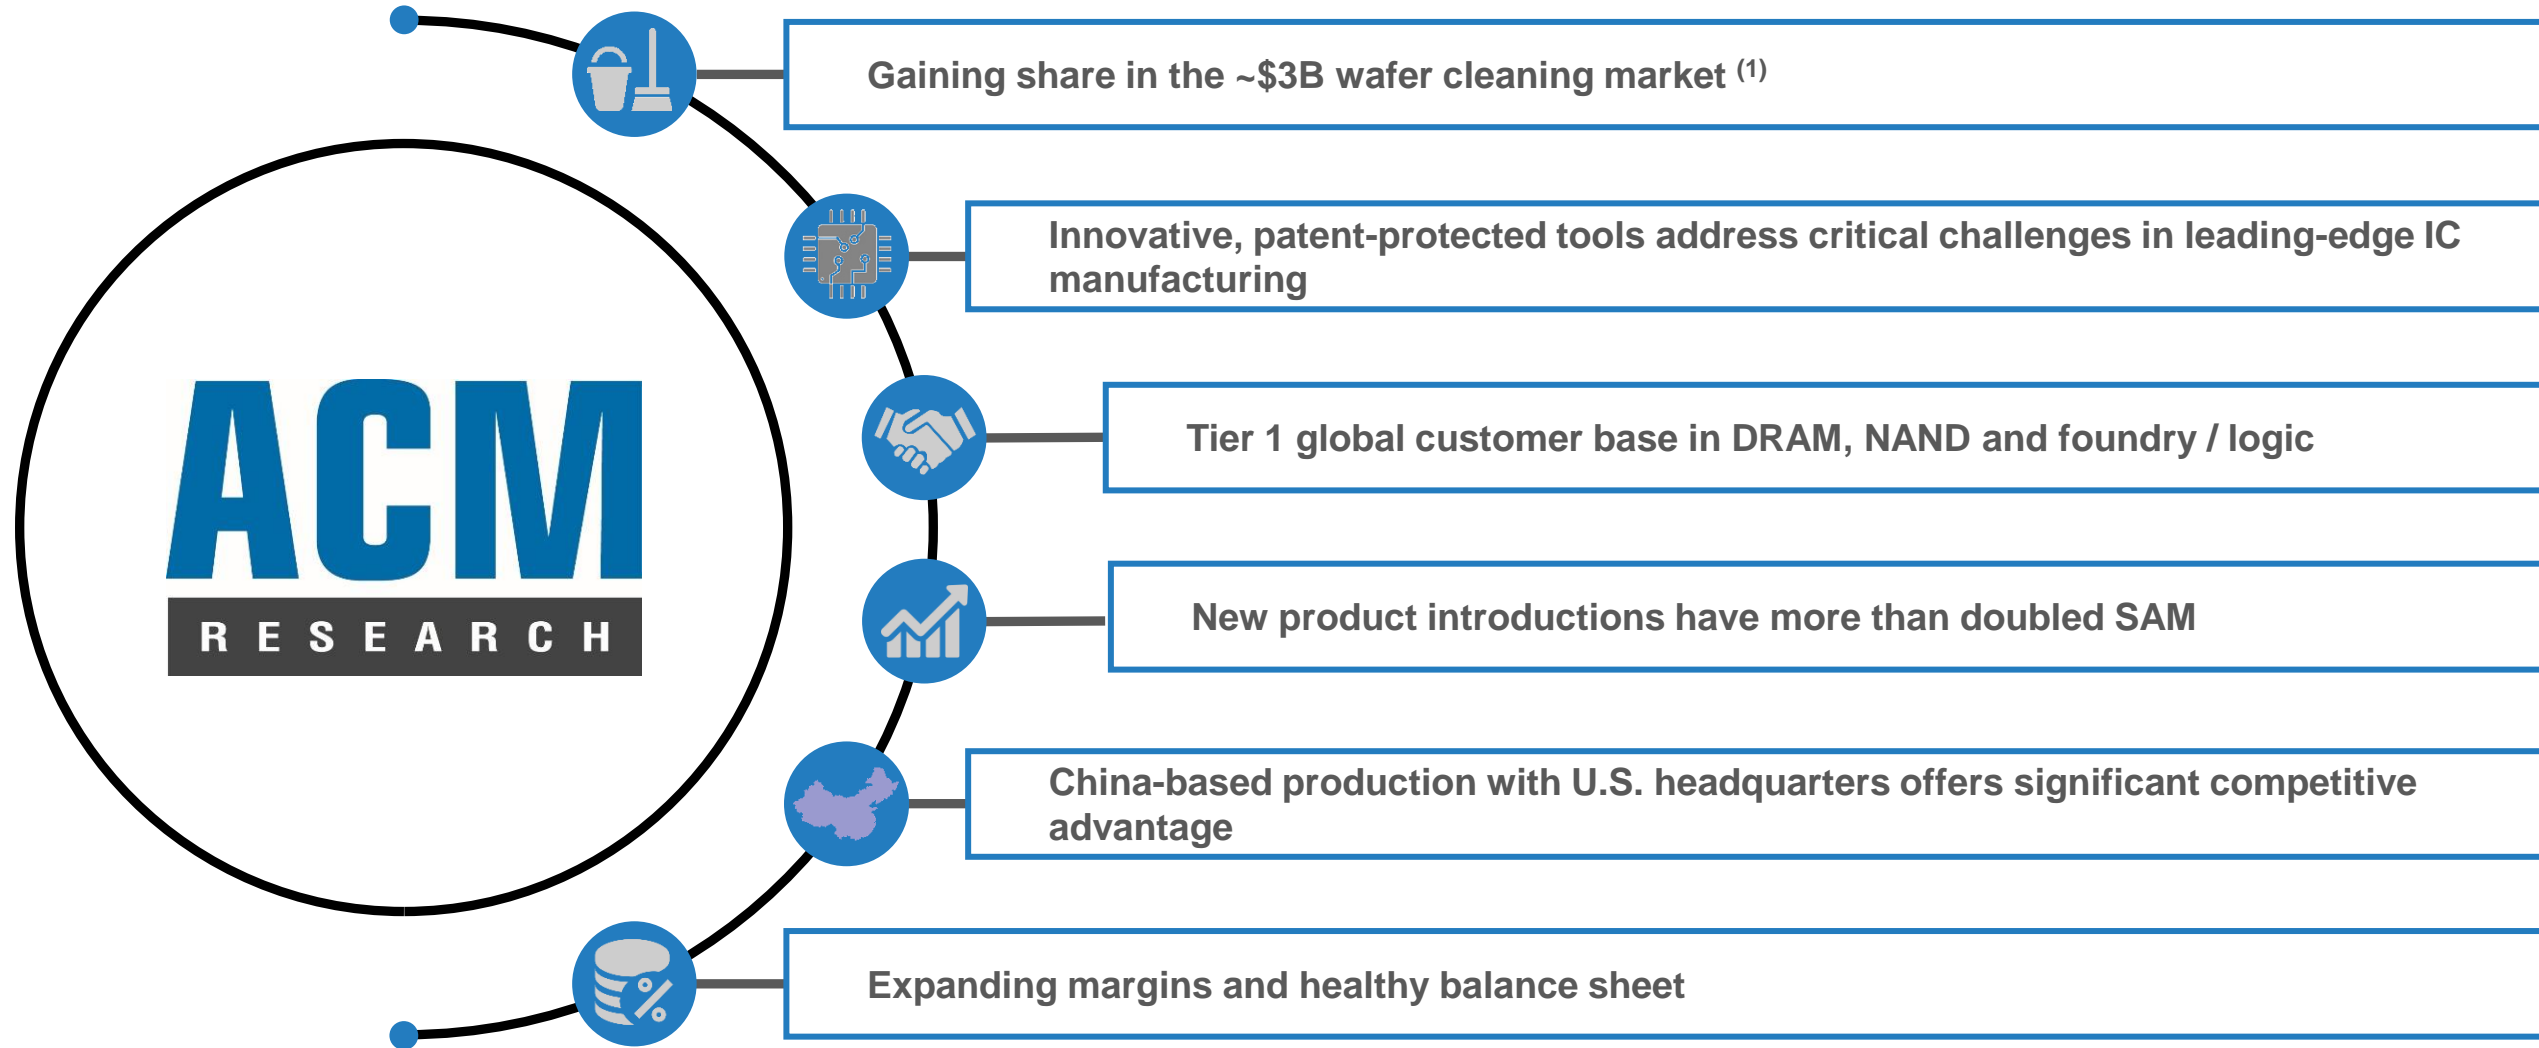 Gaining share in the ~$3B wafer cleaning market (1)
Innovative, patent-protected tools address critical challenges in leading-edge IC
manufacturing
ACM
RESEARCH
Tier 1 global customer base in DRAM, NAND and foundry / logic
New product introductions have more than doubled SAM
China-based production with U.S. headquarters offers significant competitive
advantage
Expanding margins and healthy balance sheet